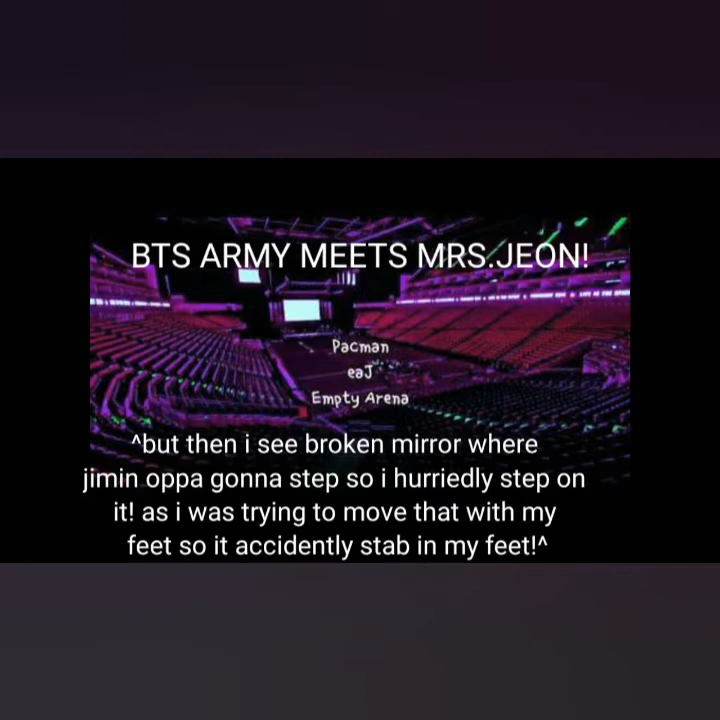 BTS ARMY MEETS MRS.JEON!
Pacman
eaJ
Empty Arena
^but then i see broken mirror where
jimin oppa gonna step so i hurriedly step on
it! as i was trying to move that with my
feet so it accidently stab in my feet!^